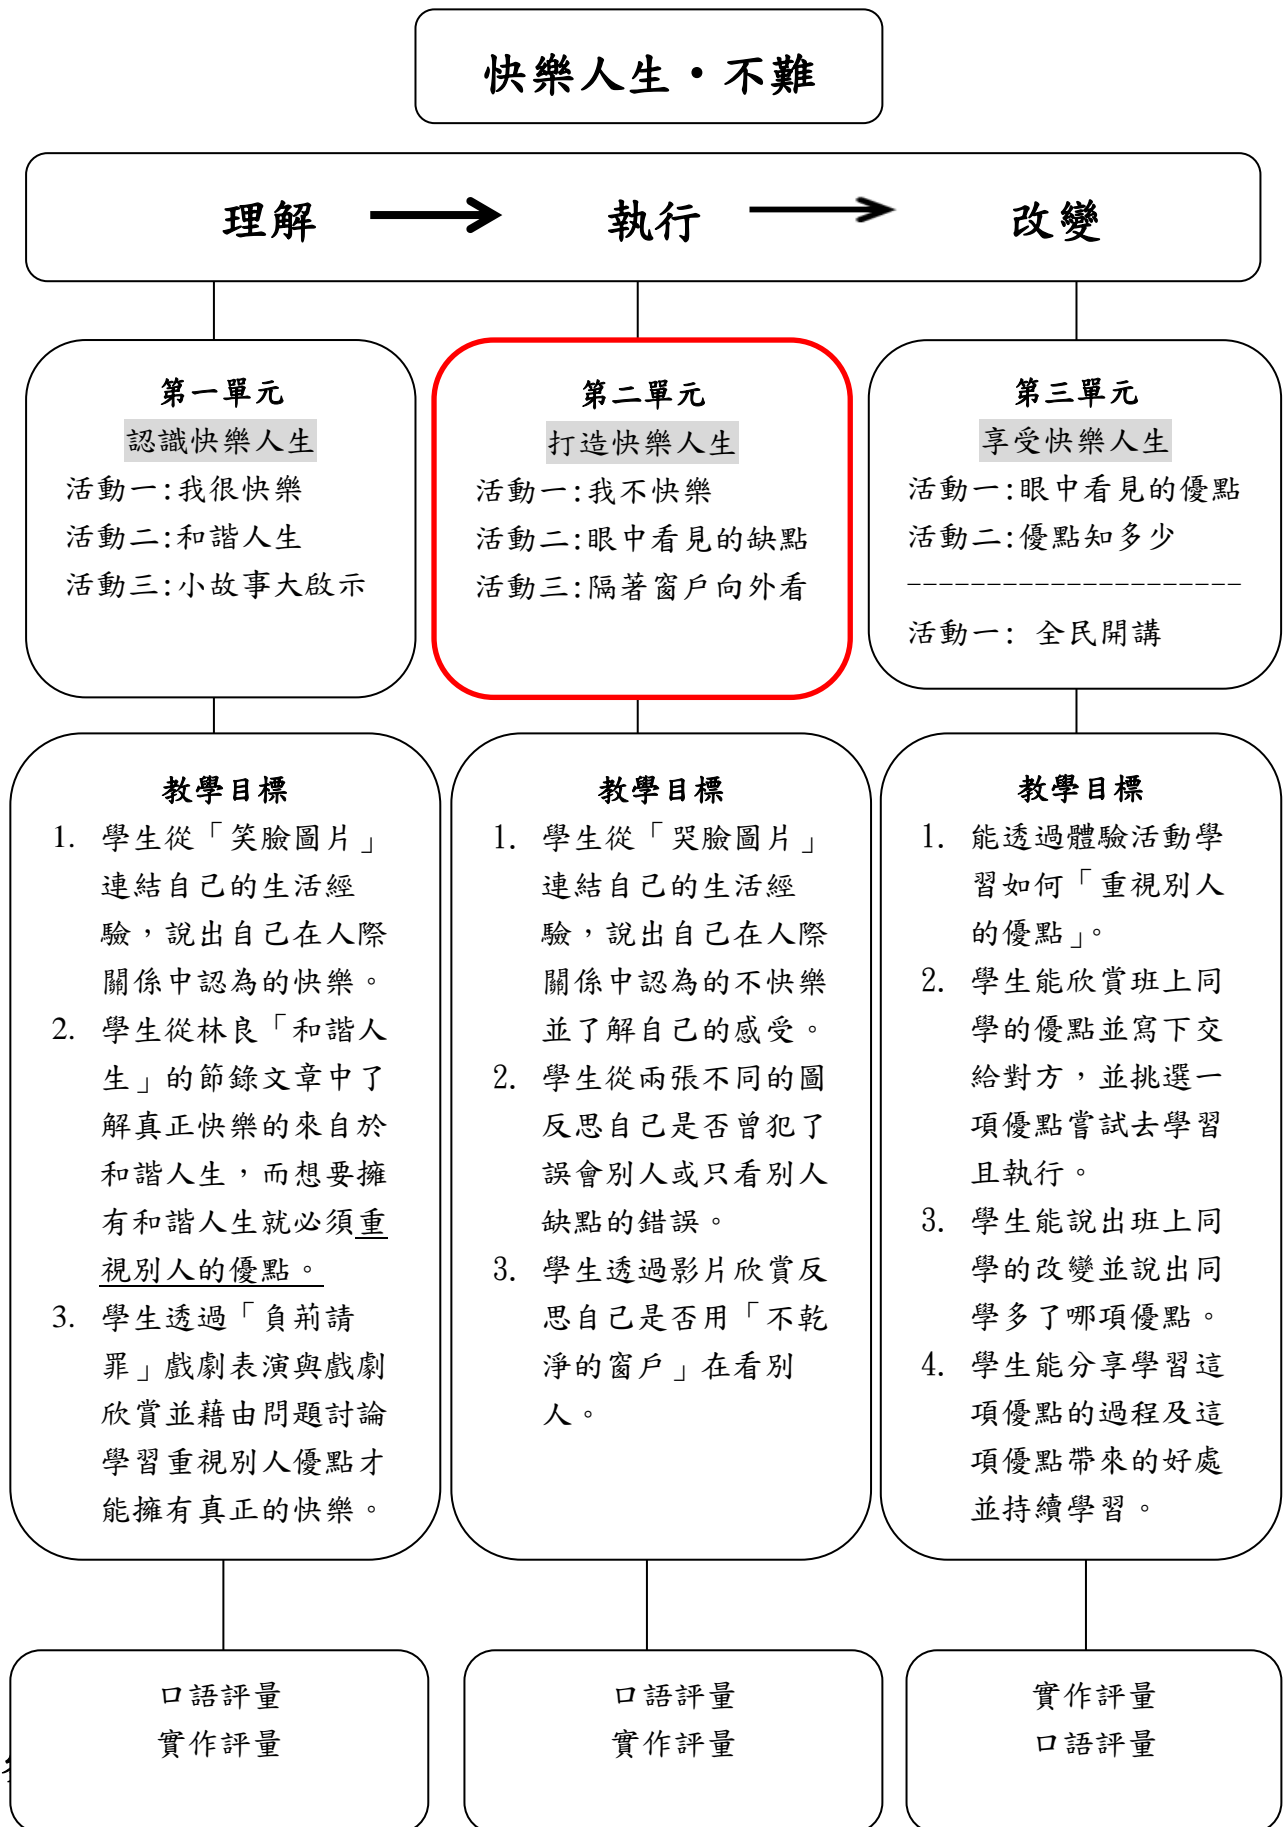 快樂人生・不難
理解
執行
改變
第一單元
認識快樂人生
活動一:我很快樂
活動二:和諧人生
活動三:小故事大啟示
第二單元
打造快樂人生
活動一:我不快樂
活動二:眼中看見的缺點
活動三:隔著窗戶向外看
第三單元
享受快樂人生
活動一:眼中看見的優點
活動二:優點知多少
---------------------
活動一: 全民開講
教學目標
1. 學生從「笑臉圖片」
連結自己的生活經
驗,說出自己在人際
關係中認為的快樂。
2. 學生從林良「和諧人
生」的節錄文章中了
解真正快樂的來自於
和諧人生,而想要擁
有和諧人生就必須重
視別人的優點。
3. 學生透過「負荊請
罪」戲劇表演與戲劇
欣賞並藉由問題討論
學習重視別人優點才
能擁有真正的快樂。
教學目標
1. 學生從「哭臉圖片」
連結自己的生活經
驗,說出自己在人際
關係中認為的不快樂
並了解自己的感受。
2. 學生從兩張不同的圖
反思自己是否曾犯了
誤會別人或只看別人
缺點的錯誤。
3. 學生透過影片欣賞反
思自己是否用「不乾
淨的窗戶」在看別
人。
教學目標
1. 能透過體驗活動學
習如何「重視別人
的優點」。
2. 學生能欣賞班上同
學的優點並寫下交
給對方,並挑選一
項優點嘗試去學習
且執行。
3. 學生能說出班上同
學的改變並說出同
學多了哪項優點。
4. 學生能分享學習這
項優點的過程及這
項優點帶來的好處
並持續學習。
口語評量
實作評量
口語評量
實作評量
實作評量
口語評量